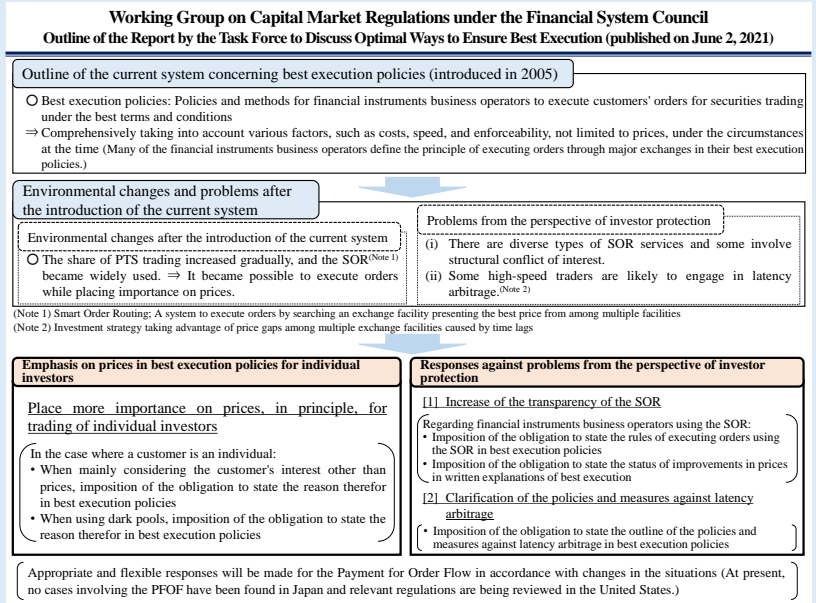 Working Group on Capital Market Regulations under the Financial System Council
Outline of the Report by the Task Force to Discuss Optimal Ways to Ensure Best Execution (published on June 2, 2021)
Outline of the current system concerning best execution policies (introduced in 2005)
○ Best execution policies: Policies and methods for financial instruments business operators to execute customers' orders for securities trading
under the best terms and conditions
⇒ Comprehensively taking into account various factors, such as costs, speed, and enforceability, not limited to prices, under the circumstances
at the time (Many of the financial instruments business operators define the principle of executing orders through major exchanges in their best execution
policies.)
Environmental changes and problems after
the introduction of the current system
Environmental changes after the introduction of the current system
○ The share of PTS trading increased gradually, and the SOR(Note 1)
became widely used. ⇒ It became possible to execute orders
while placing importance on prices.
Problems from the perspective of investor protection
(i) There are diverse types of SOR services and some involve
structural conflict of interest.
(ii) Some high-speed traders are likely to engage in latency
arbitrage.(Note 2)
(Note 1) Smart Order Routing; A system to execute orders by searching an exchange facility presenting the best price from among multiple facilities
(Note 2) Investment strategy taking advantage of price gaps among multiple exchange facilities caused by time lags
Emphasis on prices in best execution policies for individual
investors
Place more importance on prices, in principle, for
trading of individual investors
In the case where a customer is an individual:
• When mainly considering the customer's interest other than
prices, imposition of the obligation to state the reason therefor
in best execution policies
• When using dark pools, imposition of the obligation to state the
reason therefor in best execution policies
Responses against problems from the perspective of investor
protection
[1] Increase of the transparency of the SOR
Regarding financial instruments business operators using the SOR:
• Imposition of the obligation to state the rules of executing orders using
the SOR in best execution policies
• Imposition of the obligation to state the status of improvements in prices
in written explanations of best execution
[2] Clarification of the policies and measures against latency
arbitrage
• Imposition of the obligation to state the outline of the policies and
measures against latency arbitrage in best execution policies
Appropriate and flexible responses will be made for the Payment for Order Flow in accordance with changes in the situations (At present,
no cases involving the PFOF have been found in Japan and relevant regulations are being reviewed in the United States.)